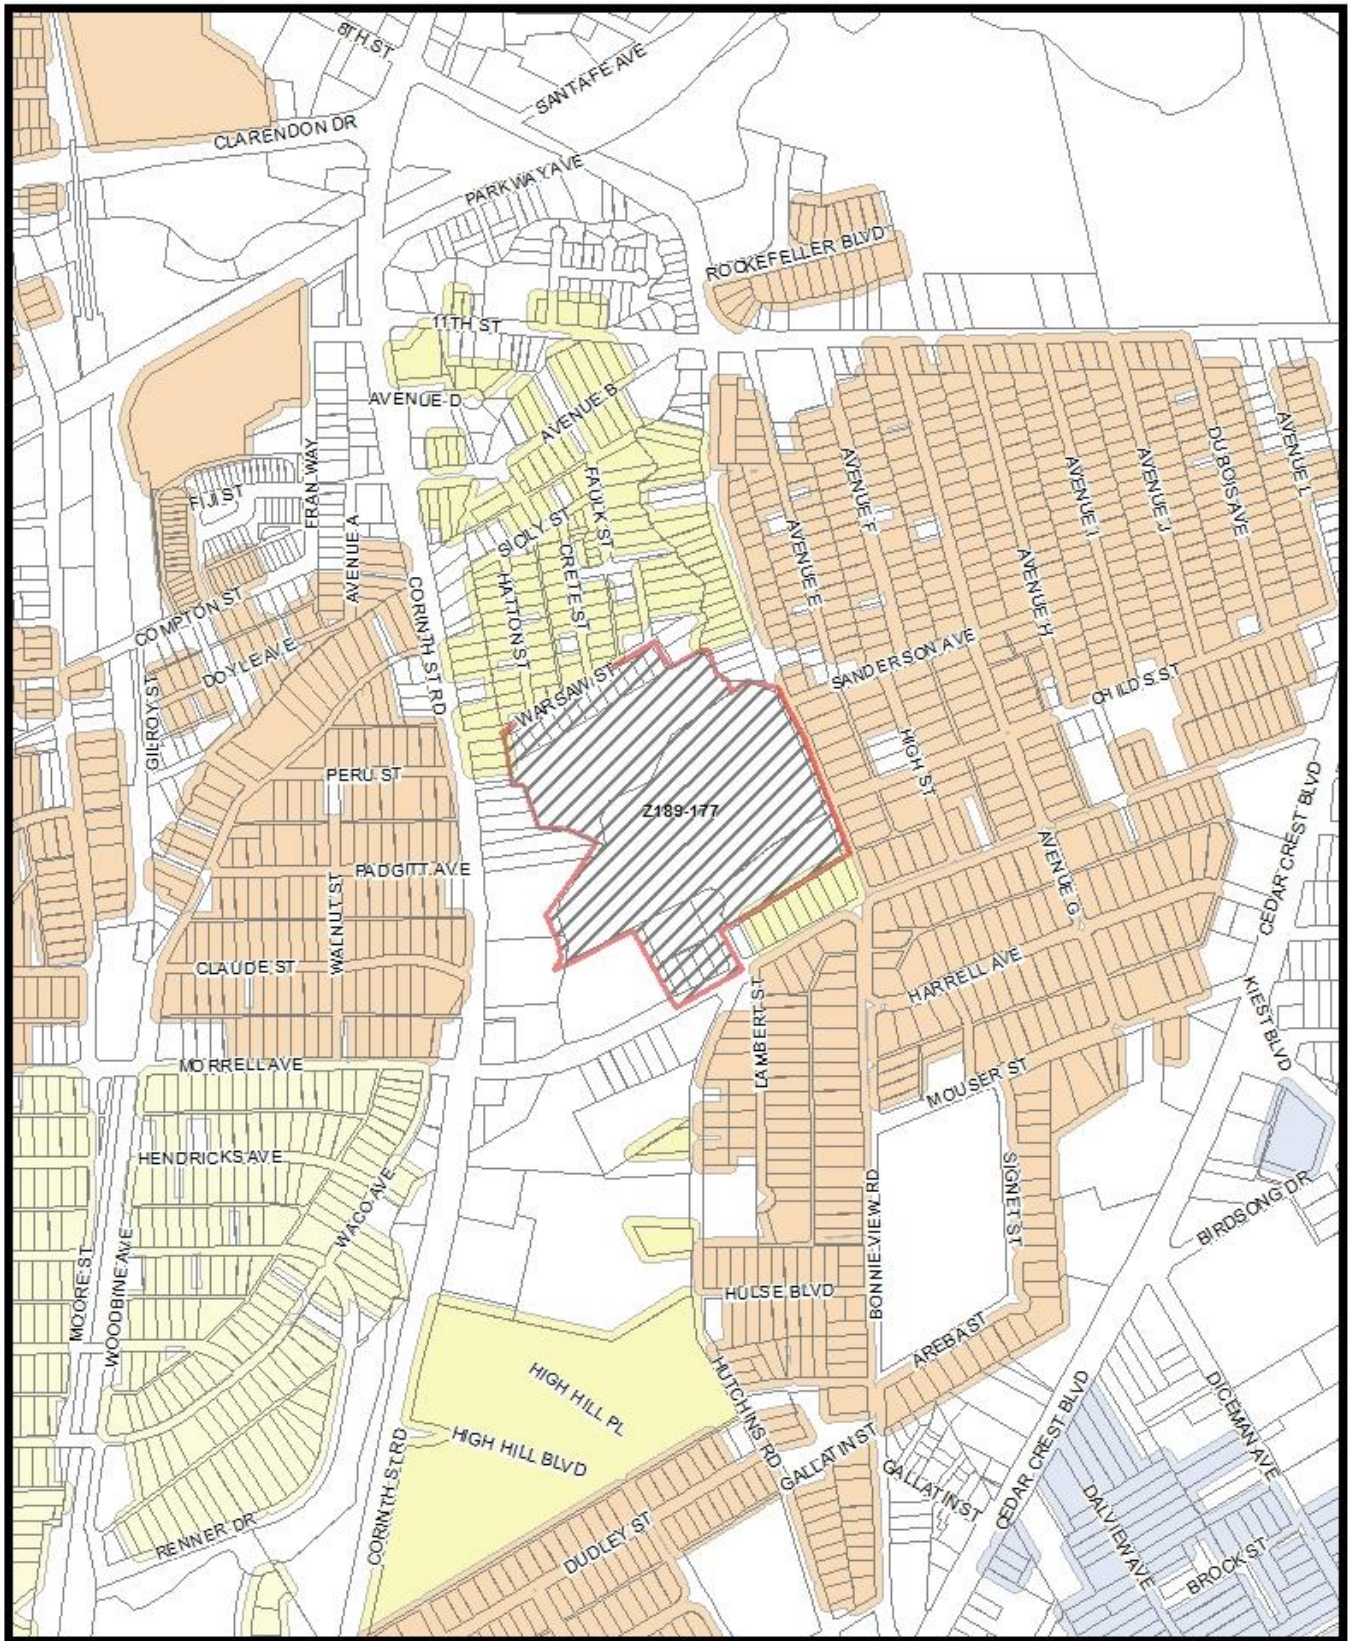 8TH ST
SANTA FE AVE
CLARENDON DR
PARKWAY AVE
ROCKEFELLER BLVD
11TH ST
AVENUE D
AVENUE B
FRAN WAY
FIJI ST
FAULK ST
AVENUE F
AVENUE I
AVENUE J
DUBOIS AVE
AVENUE L
SICILY ST
CRETE ST
HATTON ST
AVENUE A
AVENUE E
AVENUE H
COMPTON ST
CORINTH ST RD
DOYLE AVE
SANDERSON AVE
CHILDS ST
WARSAW ST
GILROY ST
HIGH ST
PERU ST
Z189-177
CEDAR CREST BLVD
PADGITT AVE
AVENUE G
WALNUT ST
CLAUDE ST
HARRELL AVE
KIEST BLVD
LAMBERT ST
MORRELL AVE
MOUSER ST
HENDRICKS AVE
WACO AVE
BONNIE VIEW RD
SIGNET ST
BIRDSONG DR
MOORE ST
WOODBINE AVE
HULSE BLVD
AREBA ST
HIGH HILL PL
HUTCHINS RD
DICEMAN AVE
HIGH HILL BLVD
GALLATIN ST
GALLATIN ST
CEDAR CREST BLVD
CORINTH ST RD
RENNER DR
DUDLEY ST
DALVIEW AVE
BROCK ST